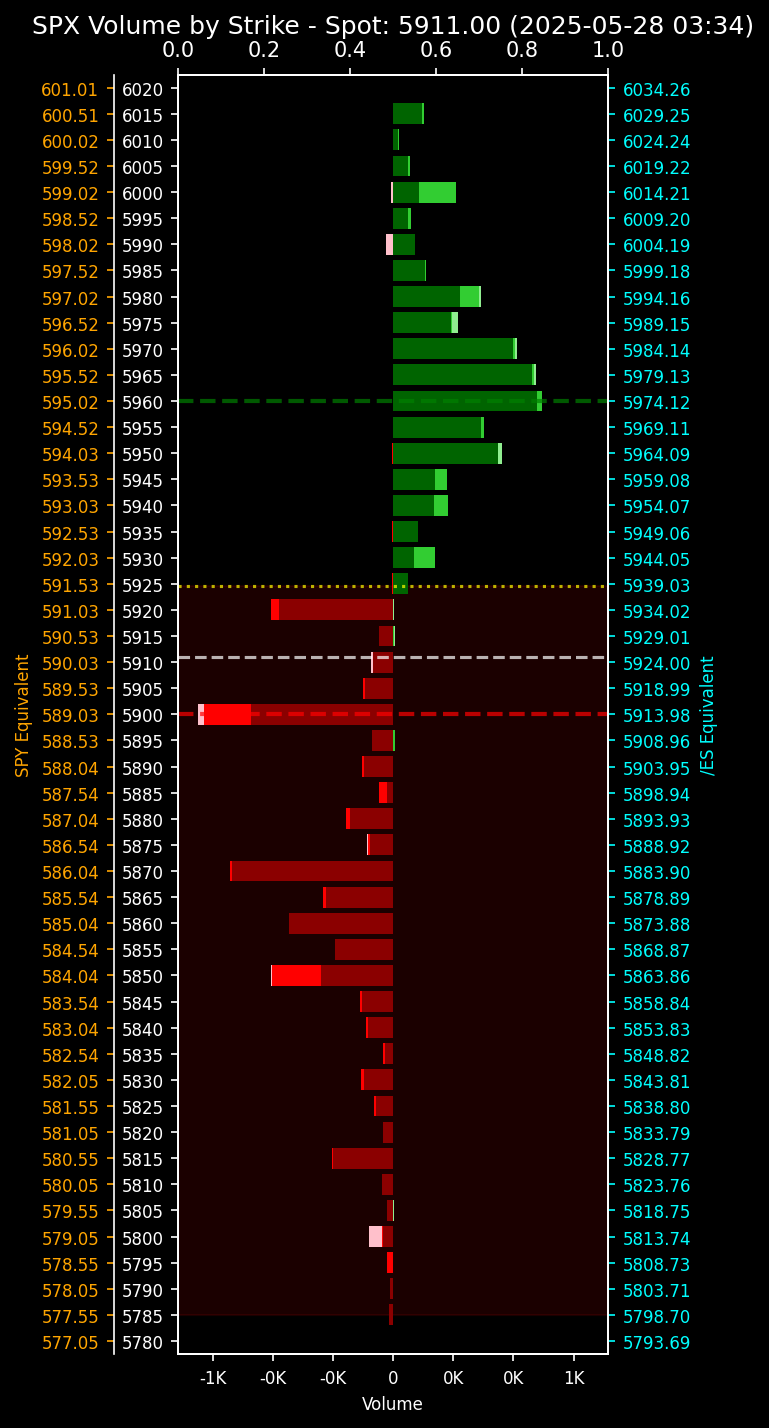 SPX Volume by Strike - Spot: 5911.00 (2025-05-28 03:34)
0.0 0.2 0.4 0.6 0.8 1.0
601.01 6020 6034.26
600.51 6015 6029.25
600.02 6010 6024.24
599.52 6005 6019.22
599.02 6000 6014.21
598.52 5995 6009.20
598.02 5990 6004.19
597.52 5985 5999.18
597.02 5980 5994.16
596.52 5975 5989.15
596.02 5970 5984.14
595.52 5965 5979.13
595.02 5960 5974.12
594.52 5955 5969.11
594.03 5950 5964.09
593.53 5945 5959.08
593.03 5940 5954.07
592.53 5935 5949.06
592.03 5930 5944.05
591.53 5925 5939.03
591.03 5920 5934.02
590.53 5915 5929.01
590.03 5910 5924.00
589.53 5905 5918.99
589.03 5900 5913.98
588.53 5895 5908.96
588.04 5890 5903.95
587.54 5885 5898.94
587.04 5880 5893.93
586.54 5875 5888.92
586.04 5870 5883.90
585.54 5865 5878.89
585.04 5860 5873.88
584.54 5855 5868.87
584.04 5850 5863.86
583.54 5845 5858.84
583.04 5840 5853.83
582.54 5835 5848.82
582.05 5830 5843.81
581.55 5825 5838.80
581.05 5820 5833.79
580.55 5815 5828.77
580.05 5810 5823.76
579.55 5805 5818.75
579.05 5800 5813.74
578.55 5795 5808.73
578.05 5790 5803.71
577.55 5785 5798.70
577.05 5780 5793.69
SPY Equivalent
/ES Equivalent
-1K -0K -0K 0 0K 0K 1K
Volume